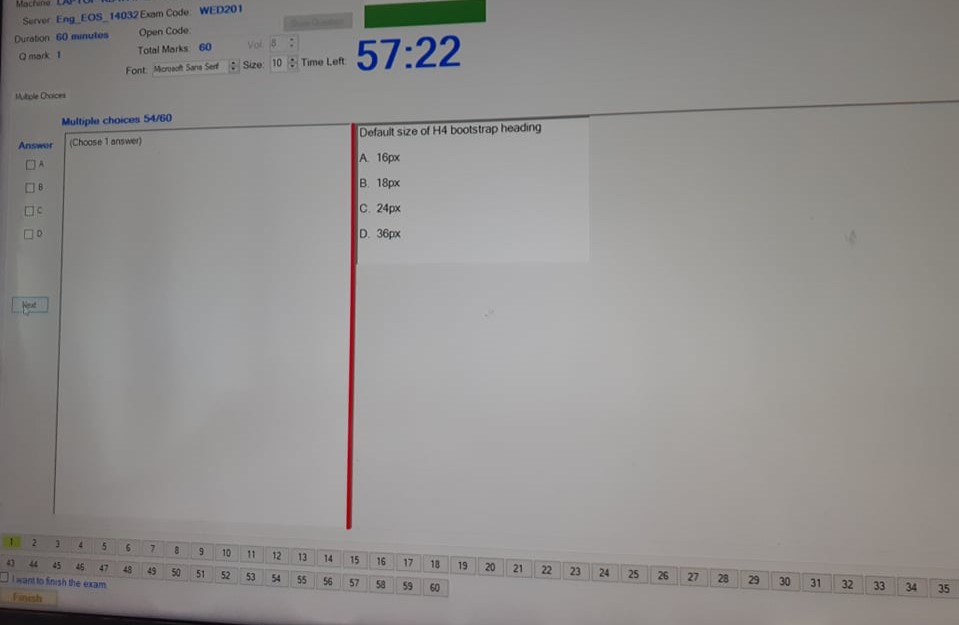 Machine
Server: Eng_EOS_14032 Exam Code: WED201
Duration: 60 minutes Open Code:
Q mark: 1 Total Marks: 60 Vol: 8
Font: Microsoft Sans Serif Size: 10 Time Left: 57:22
Multiple Choices
Multiple choices 54/60
Answer
(Choose 1 answer)
A
B
C
D
Next
Default size of H4 bootstrap heading
A. 16px
B. 18px
C. 24px
D. 36px
1 2 3 4 5 6 7 8 9 10 11 12 13 14 15 16 17 18 19 20 21 22 23 24 25 26 27 28 29 30 31 32 33 34 35
43 44 45 46 47 48 49 50 51 52 53 54 55 56 57 58 59 60
I want to finish the exam.
Finish